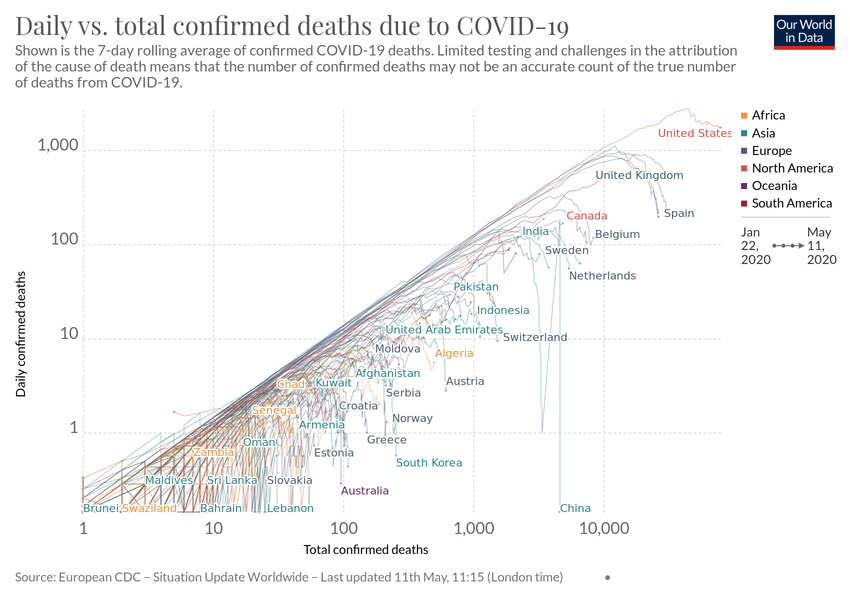 Daily vs. total confirmed deaths due to COVID-19
Our World
in Data
Shown is the 7-day rolling average of confirmed COVID-19 deaths. Limited testing and challenges in the attribution
of the cause of death means that the number of confirmed deaths may not be an accurate count of the true number
of deaths from COVID-19.
Africa
Asia
Europe
North America
Oceania
South America
Jan
22,
2020
May
11,
2020
Daily confirmed deaths
1,000
100
10
1
United States
United Kingdom
Spain
Canada
India
Belgium
Sweden
Netherlands
Pakistan
Indonesia
United Arab Emirates
Switzerland
Moldova
Algeria
Afghanistan
Chad
Kuwait
Austria
Serbia
Senegal
Croatia
Norway
Armenia
Oman
Greece
Zambia
Estonia
South Korea
Maldives
Sri Lanka
Slovakia
Australia
Brunei
Swaziland
Bahrain
Lebanon
China
1
10
100
1,000
10,000
Total confirmed deaths
Source: European CDC – Situation Update Worldwide – Last updated 11th May, 11:15 (London time)